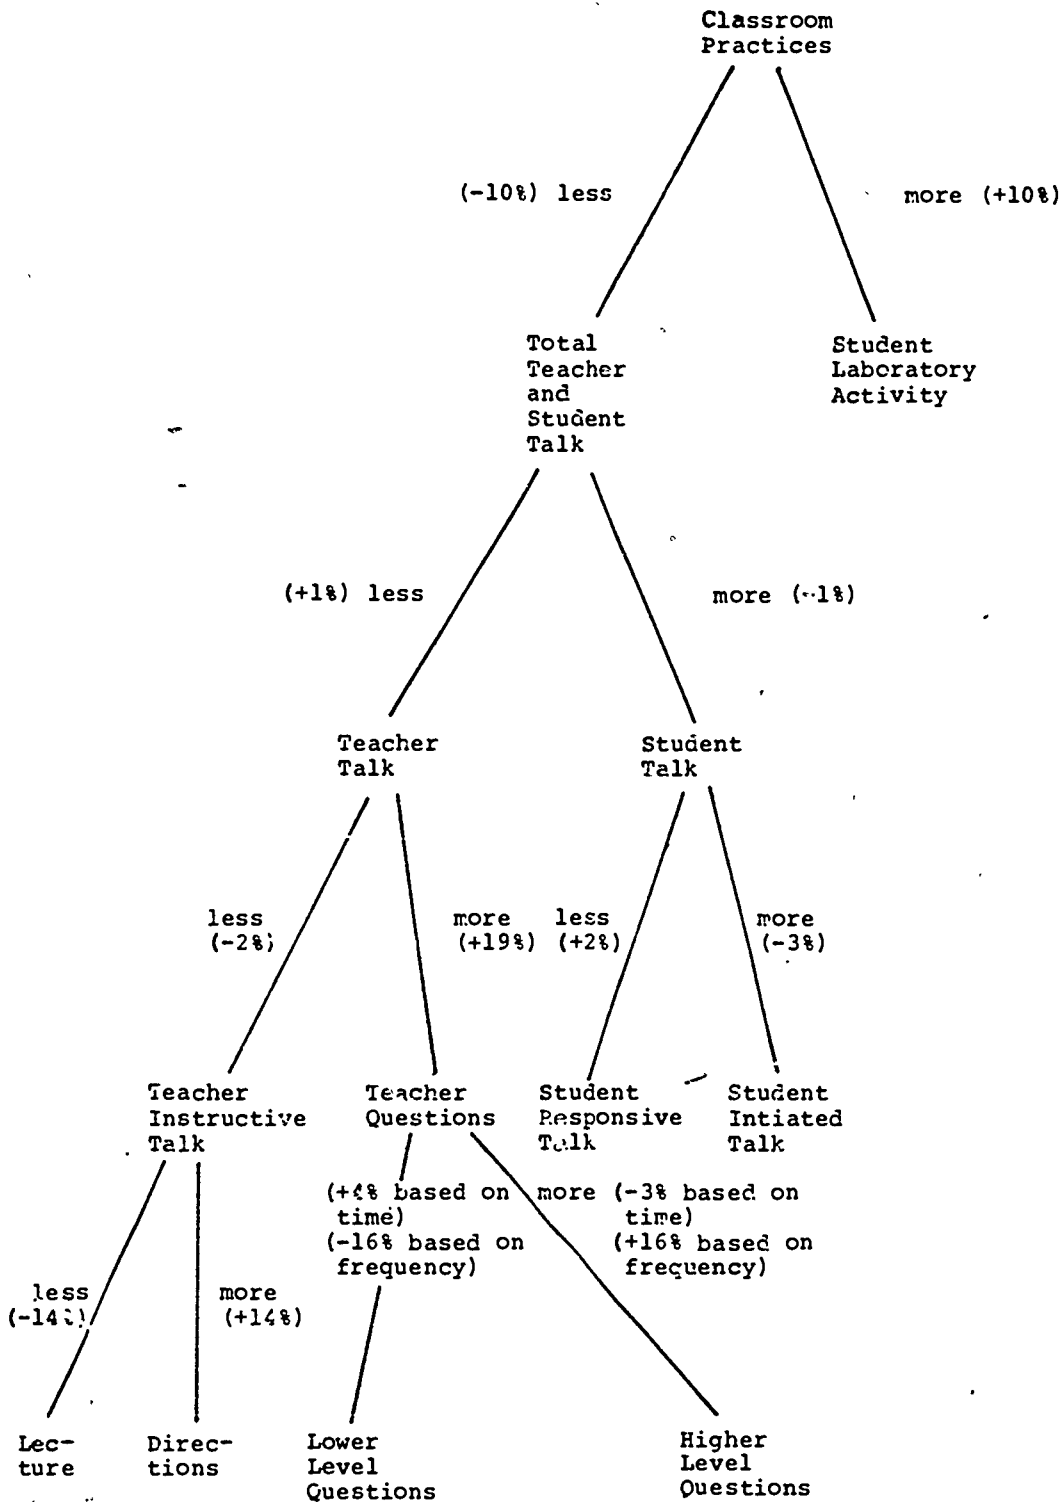 Classroom
Practices
(-10%) less
more (+10%)
Total
Teacher
and
Student
Talk
Student
Laboratory
Activity
(+1%) less
more (-1%)
Teacher
Talk
Student
Talk
less
(-2%)
more
(+19%)
less
(+2%)
more
(-3%)
Teacher
Instructive
Talk
Teacher
Questions
Student
Responsive
Talk
Student
Intiated
Talk
(+4% based on
time)
(-16% based on
frequency)
more (-3% based on
time)
(+16% based on
frequency)
less
(-14%)
more
(+14%)
Lec-
ture
Direc-
tions
Lower
Level
Questions
Higher
Level
Questions